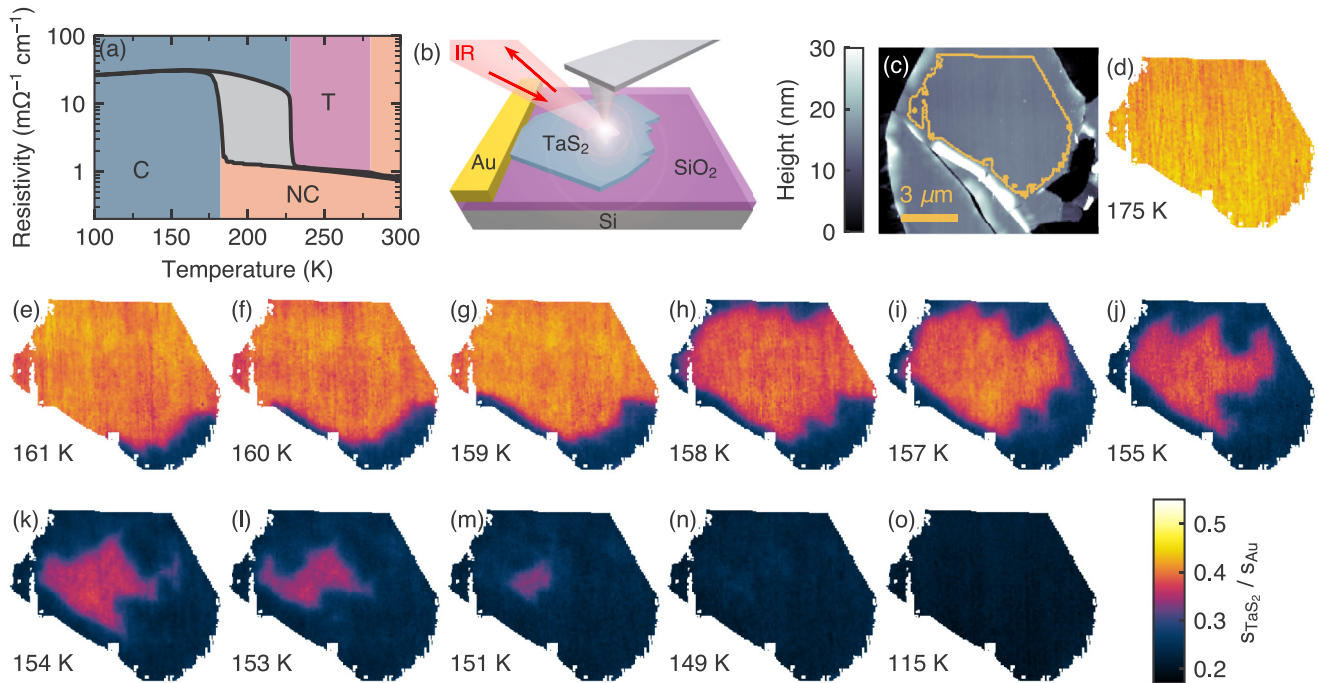 (a)
100
10
1
Resistivity (mΩ⁻¹ cm⁻¹)
C
T
NC
100 150 200 250 300
Temperature (K)
(b)
IR
Au
TaS₂
SiO₂
Si
Height (nm)
30
20
10
0
(c)
3 μm
(d)
175 K
(e)
161 K
(f)
160 K
(g)
159 K
(h)
158 K
(i)
157 K
(j)
155 K
(k)
154 K
(l)
153 K
(m)
151 K
(n)
149 K
(o)
115 K
0.5
0.4
0.3
0.2
s_TaS₂ / s_Au